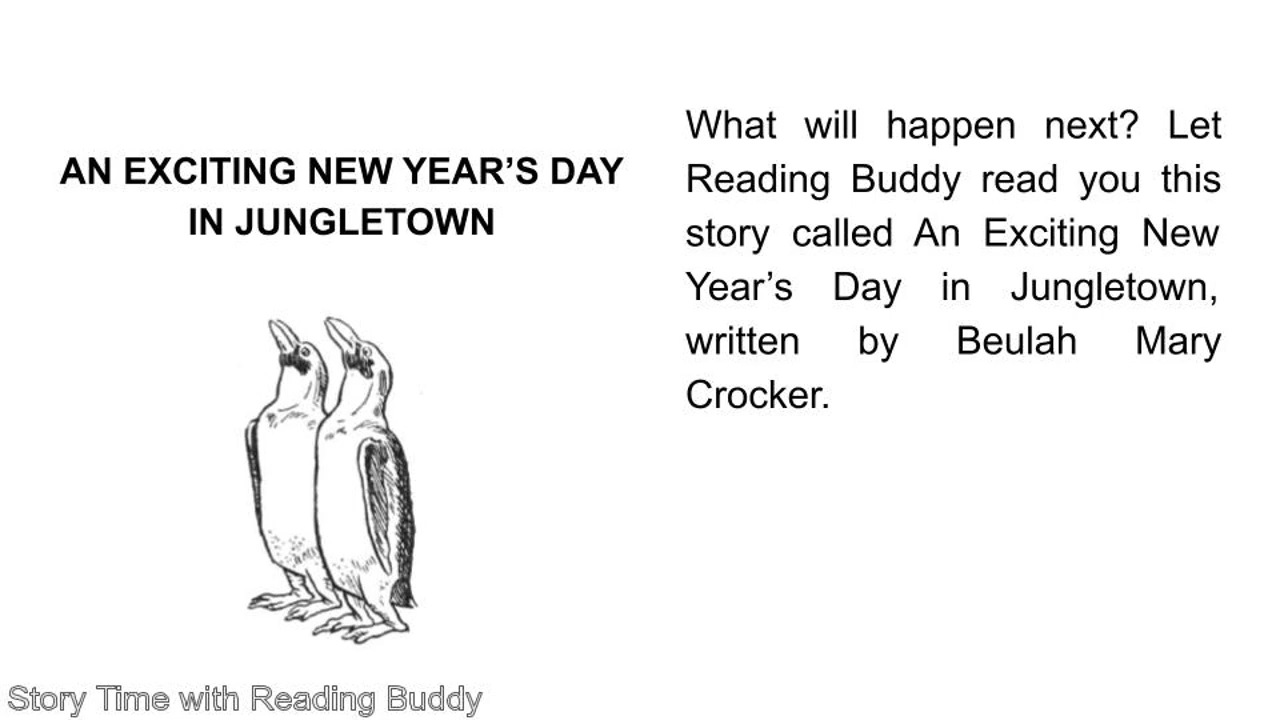 AN EXCITING NEW YEAR’S DAY
IN JUNGLETOWN
What will happen next? Let
Reading Buddy read you this
story called An Exciting New
Year’s Day in Jungletown,
written by Beulah Mary
Crocker.
Story Time with Reading Buddy